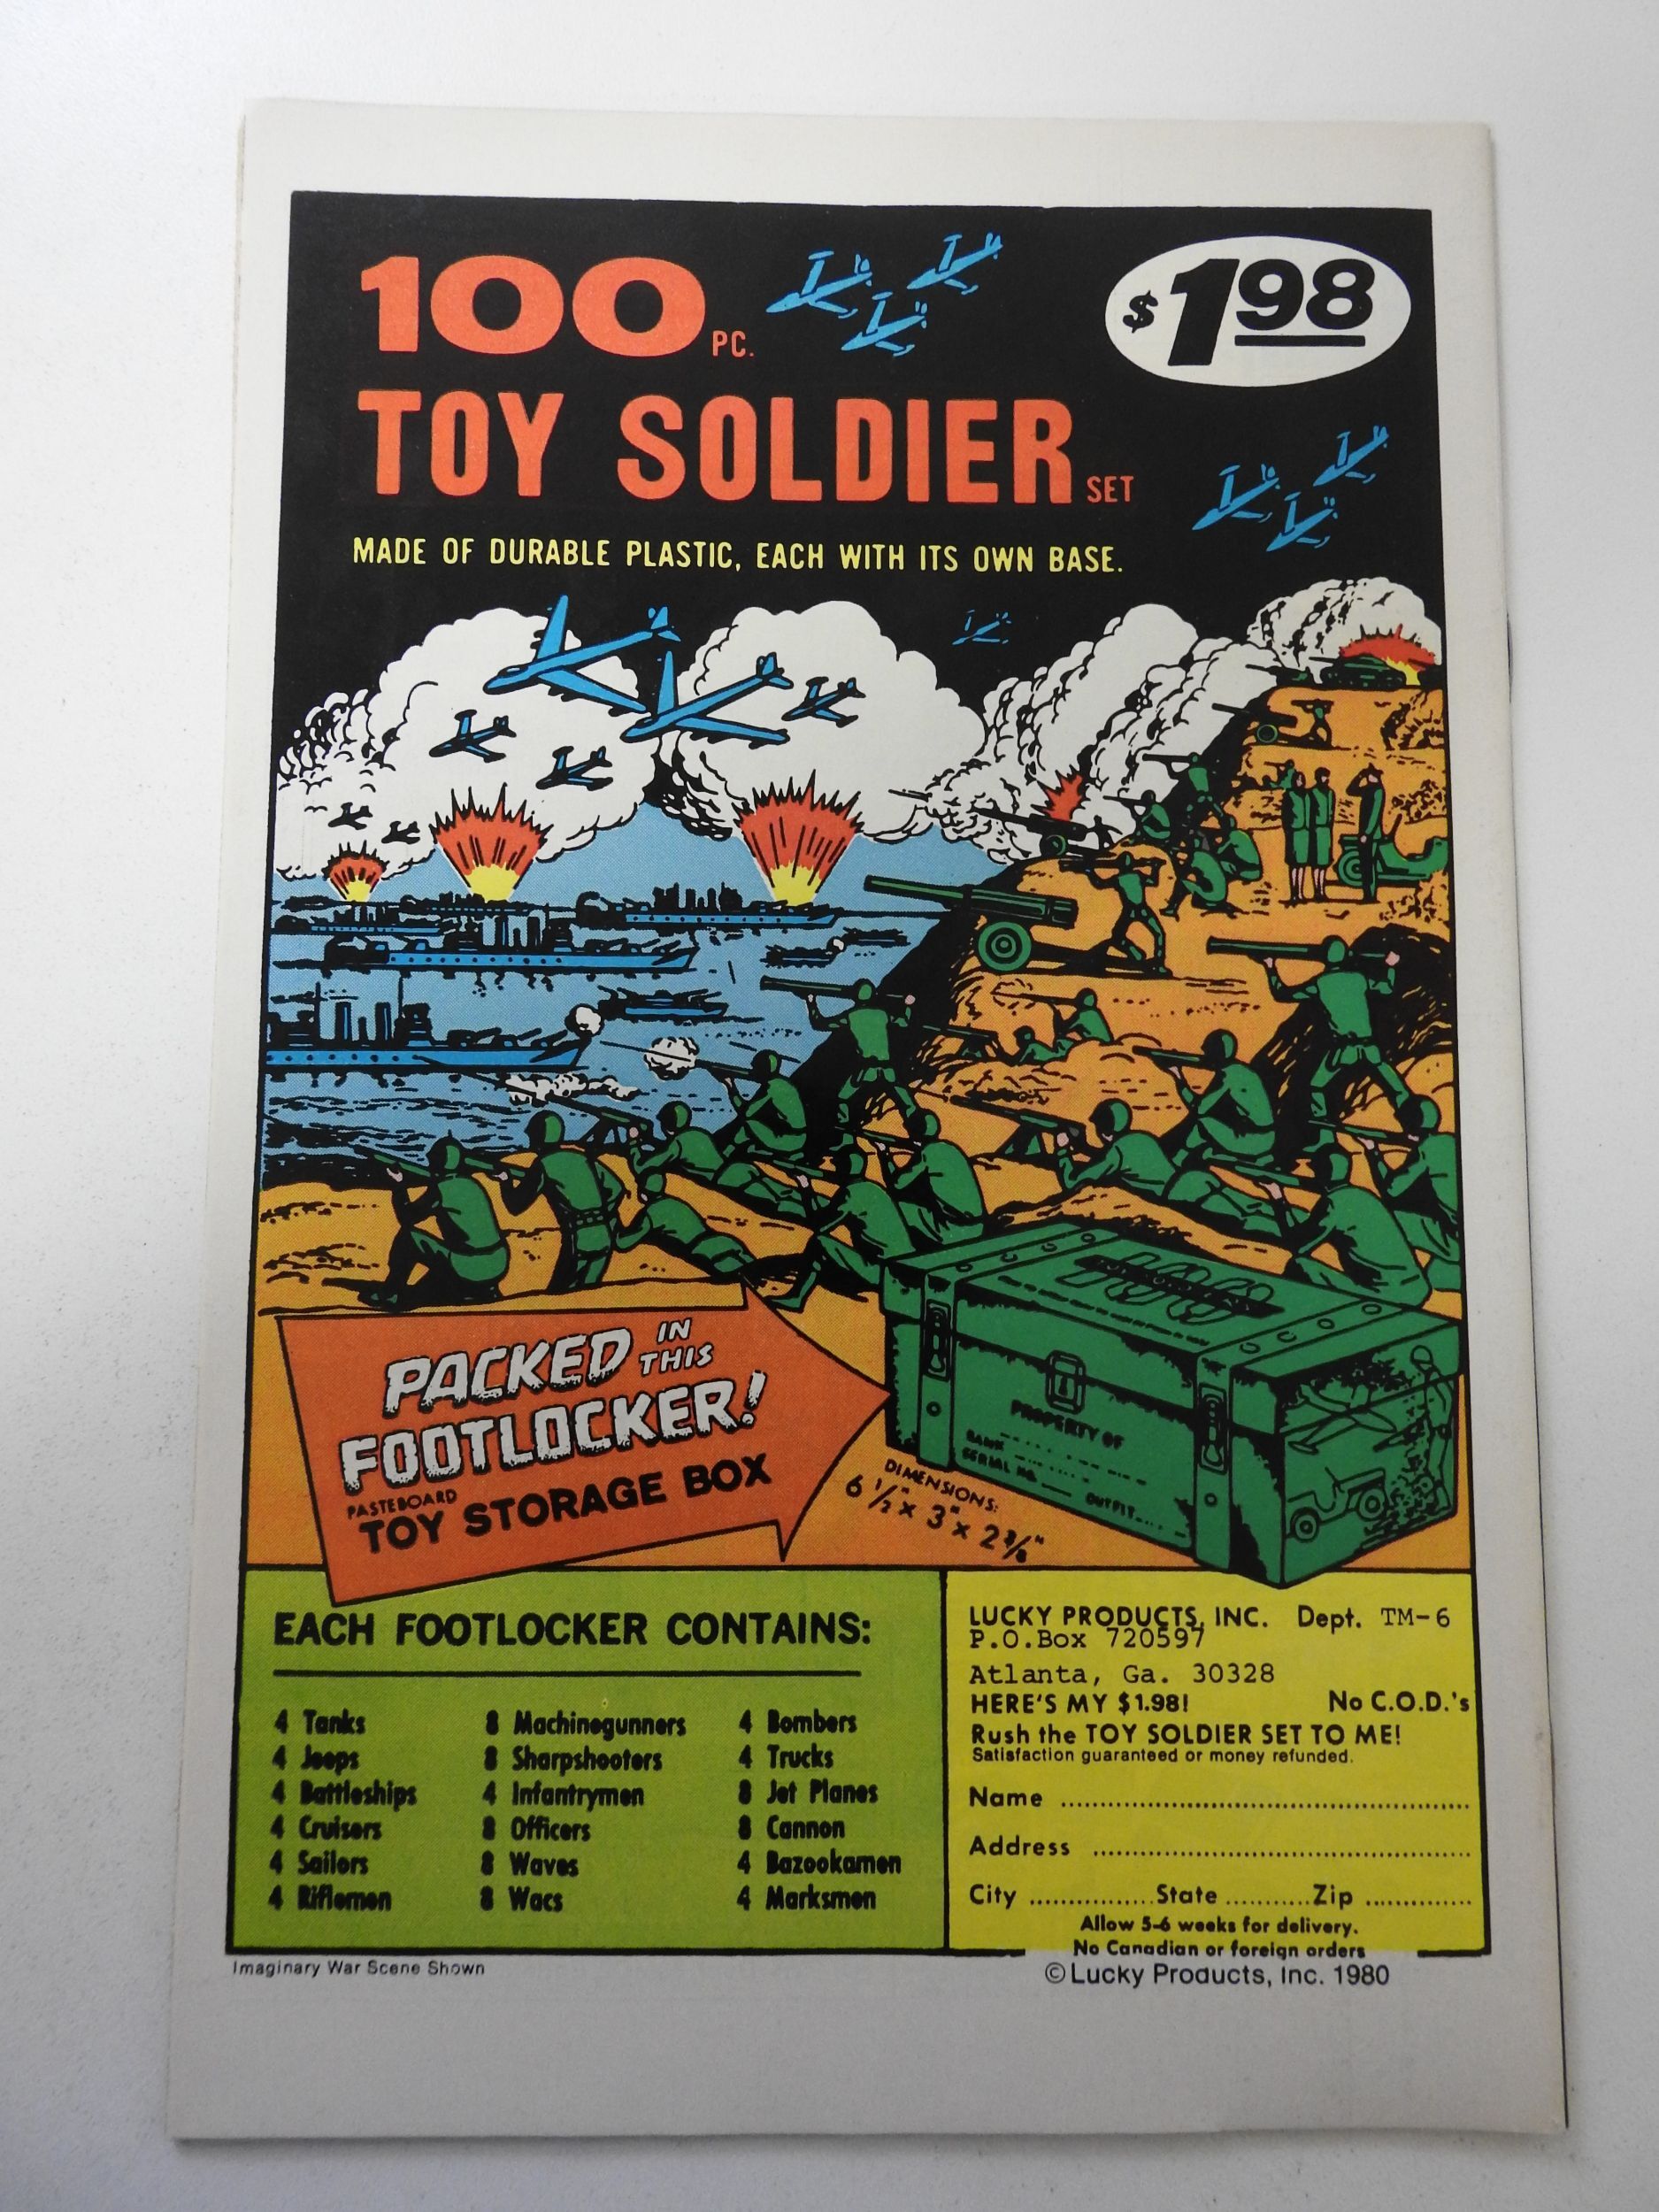 100 PC.
$1.98
TOY SOLDIER SET
MADE OF DURABLE PLASTIC, EACH WITH ITS OWN BASE.
PACKED IN THIS
FOOTLOCKER!
PASTEBOARD
TOY STORAGE BOX
PROPERTY OF
RANK
SERIAL NO.
OUTFIT
DIMENSIONS:
6 1/2" x 3" x 2 3/8"
EACH FOOTLOCKER CONTAINS:
4 Tanks
4 Jeeps
4 Battleships
4 Cruisers
4 Sailors
4 Riflemen
8 Machinegunners
8 Sharpshooters
4 Infantrymen
8 Officers
8 Waves
8 Wacs
4 Bombers
4 Trucks
8 Jet Planes
8 Cannon
4 Bazookamen
4 Marksmen
LUCKY PRODUCTS, INC. Dept. TM-6
P.O.Box 720597
Atlanta, Ga. 30328
HERE'S MY $1.98! No C.O.D.'s
Rush the TOY SOLDIER SET TO ME!
Satisfaction guaranteed or money refunded.
Name
Address
City State Zip
Allow 5-6 weeks for delivery.
No Canadian or foreign orders
Imaginary War Scene Shown
© Lucky Products, Inc. 1980